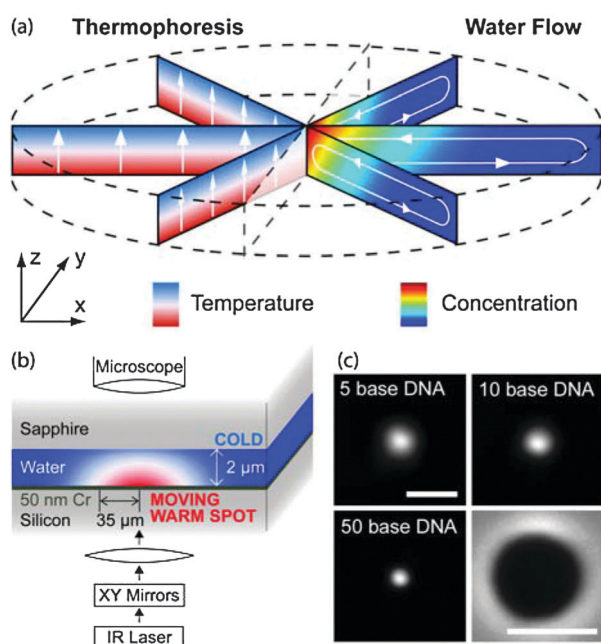 (a)
Thermophoresis
Water Flow
z
y
x
Temperature
Concentration
(b)
Microscope
Sapphire
COLD
Water
2 µm
50 nm Cr
MOVING
Silicon
35 µm
WARM SPOT
XY Mirrors
IR Laser
(c)
5 base DNA
10 base DNA
50 base DNA